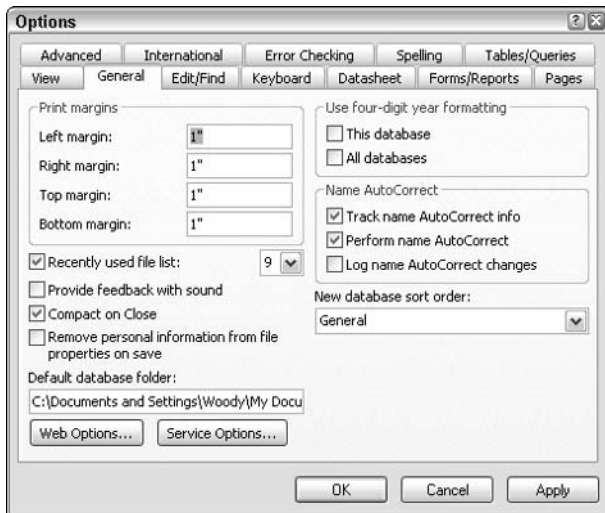 Options
Advanced International Error Checking Spelling Tables/Queries
View General Edit/Find Keyboard Datasheet Forms/Reports Pages
Print margins
Left margin: 1"
Right margin: 1"
Top margin: 1"
Bottom margin: 1"
Recently used file list: 9
Provide feedback with sound
Compact on Close
Remove personal information from file
properties on save
Default database folder:
C:\Documents and Settings\Woody\My Docu
Web Options... Service Options...
Use four-digit year formatting
This database
All databases
Name AutoCorrect
Track name AutoCorrect info
Perform name AutoCorrect
Log name AutoCorrect changes
New database sort order:
General
OK Cancel Apply